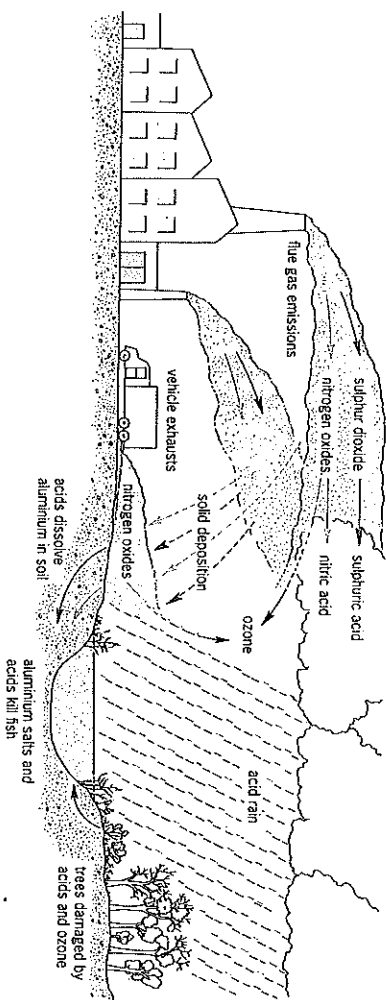 flue gas emissions
sulphur dioxide
sulphuric acid
nitrogen oxides
nitric acid
vehicle exhausts
nitrogen oxides
solid deposition
ozone
acid rain
acids dissolve
aluminium in soil
aluminium salts and
acids kill fish
trees damaged by
acids and ozone